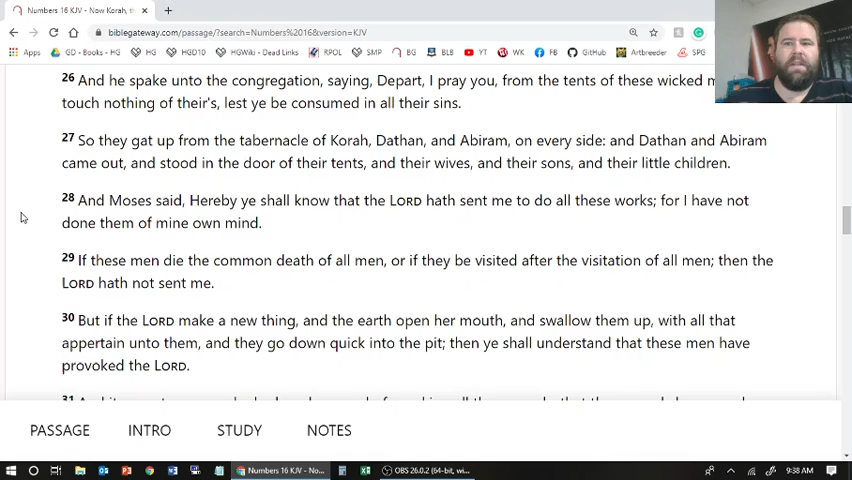 Numbers 16 KJV - Now Korah, th
biblegateway.com/passage/?search=Numbers%2016&version=KJV
Apps GD - Books - HG HG HGD10 HGWiki - Dead Links RPOL SMP BG BLB YT WK FB GitHub Artbreeder SPG
26 And he spake unto the congregation, saying, Depart, I pray you, from the tents of these wicked
touch nothing of their's, lest ye be consumed in all their sins.
27 So they gat up from the tabernacle of Korah, Dathan, and Abiram, on every side: and Dathan and Abiram
came out, and stood in the door of their tents, and their wives, and their sons, and their little children.
28 And Moses said, Hereby ye shall know that the LORD hath sent me to do all these works; for I have not
done them of mine own mind.
29 If these men die the common death of all men, or if they be visited after the visitation of all men; then the
LORD hath not sent me.
30 But if the LORD make a new thing, and the earth open her mouth, and swallow them up, with all that
appertain unto them, and they go down quick into the pit; then ye shall understand that these men have
provoked the LORD.
PASSAGE INTRO STUDY NOTES
Numbers 16 KJV - No... OBS 26.0.2 (64-bit, wi... 9:38 AM